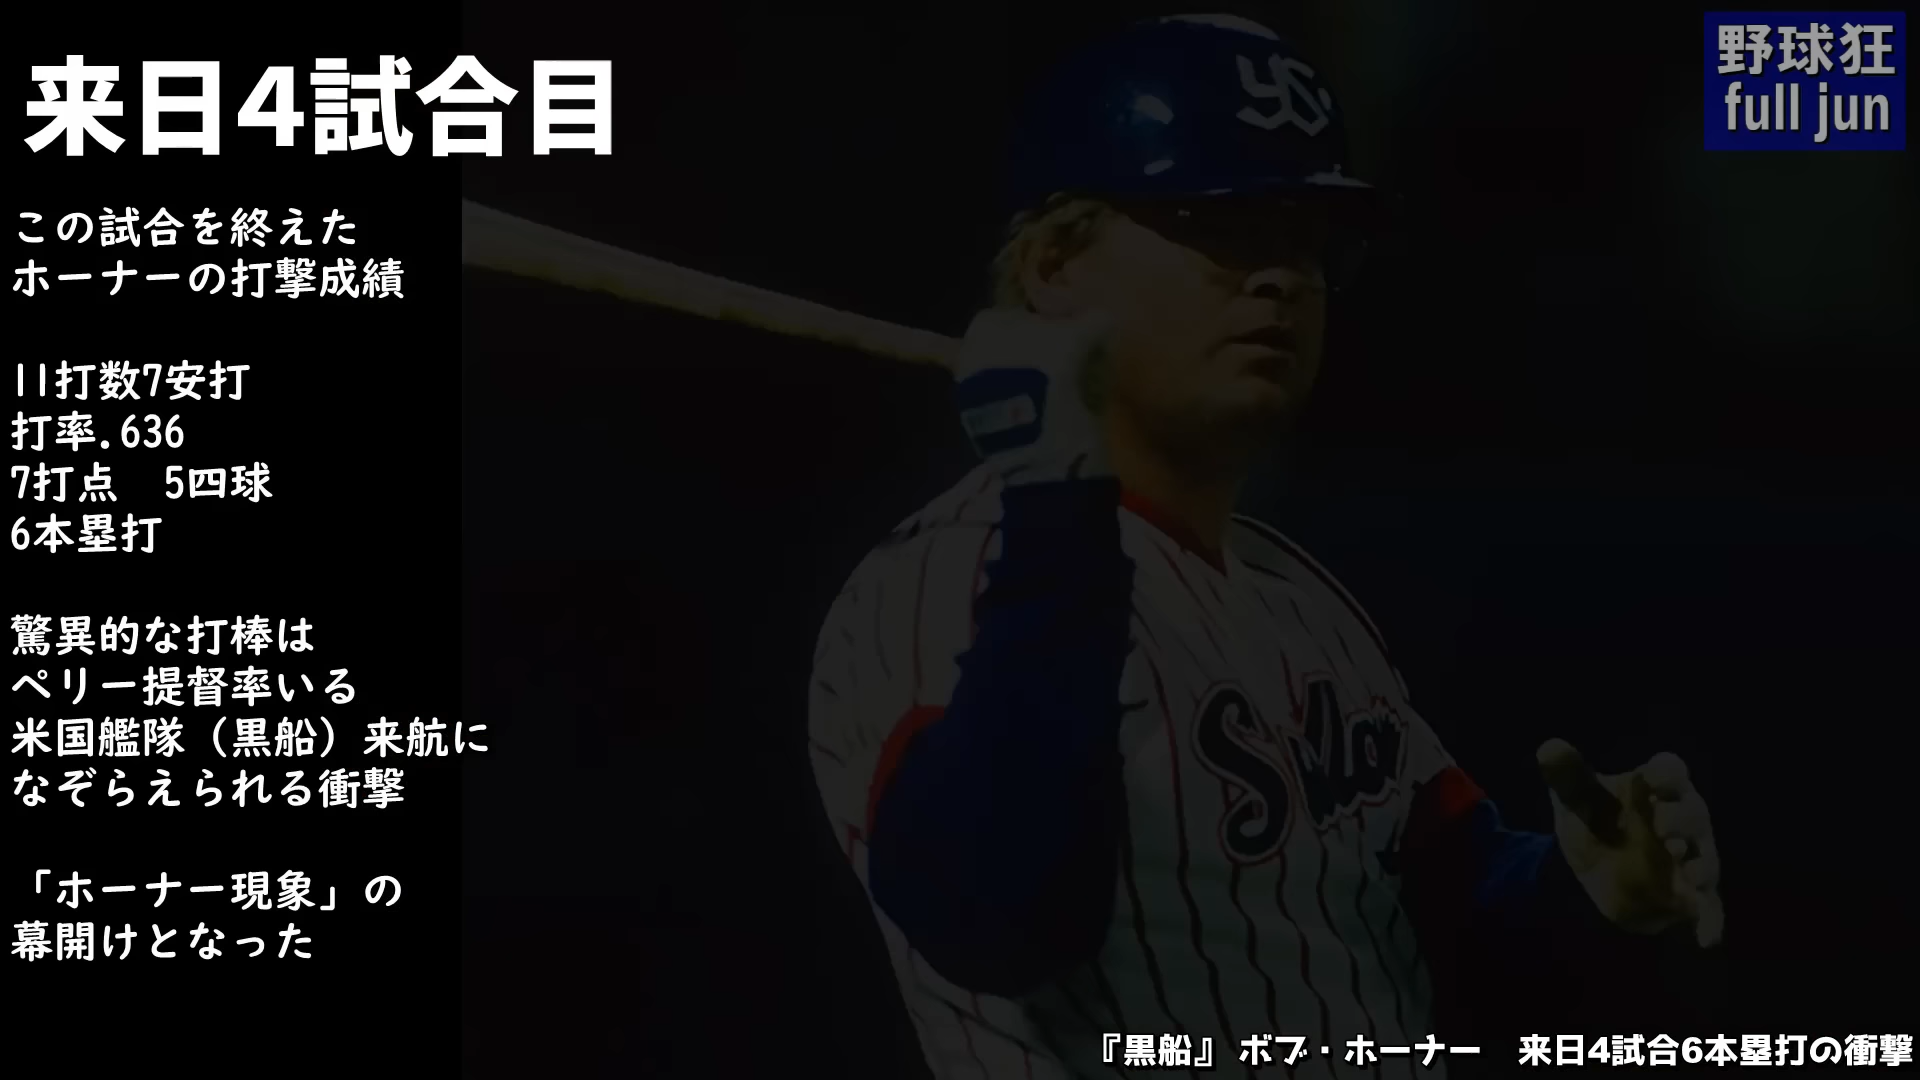 来日4試合目
野球狂
full jun
この試合を終えた
ホーナーの打撃成績
11打数7安打
打率.636
7打点　5四球
6本塁打
驚異的な打棒は
ペリー提督率いる
米国艦隊（黒船）来航に
なぞらえられる衝撃
「ホーナー現象」の
幕開けとなった
『黒船』 ボブ・ホーナー　来日4試合6本塁打の衝撃